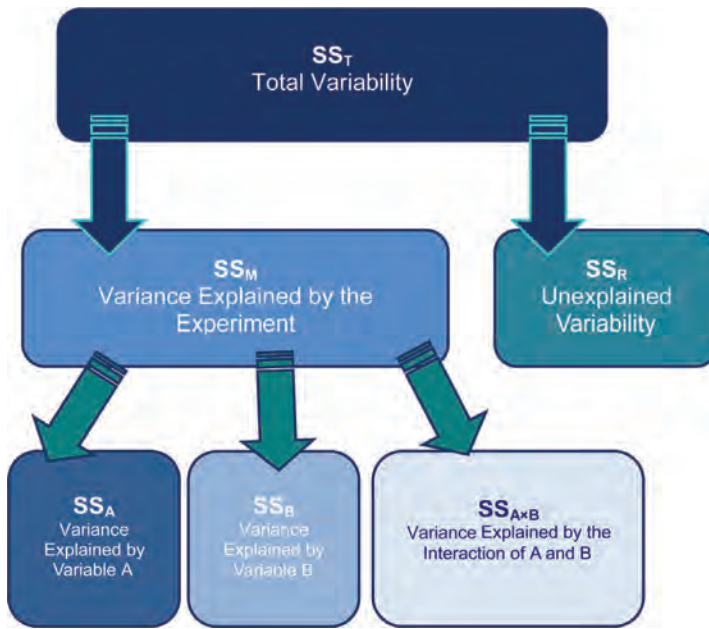 SST
Total Variability
SSM
Variance Explained by the
Experiment
SSR
Unexplained
Variability
SSA
Variance
Explained by
Variable A
SSB
Variance
Explained by
Variable B
SSA×B
Variance Explained by the
Interaction of A and B